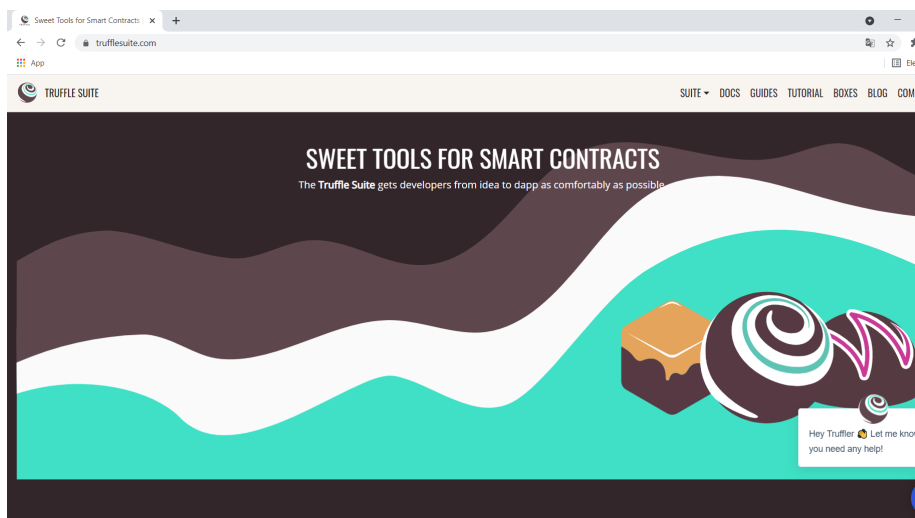 Sweet Tools for Smart Contracts
trufflesuite.com
App
TRUFFLE SUITE
SUITE DOCS GUIDES TUTORIAL BOXES BLOG
SWEET TOOLS FOR SMART CONTRACTS
The Truffle Suite gets developers from idea to dapp as comfortably as possible.
Hey Truffler Let me know
you need any help!